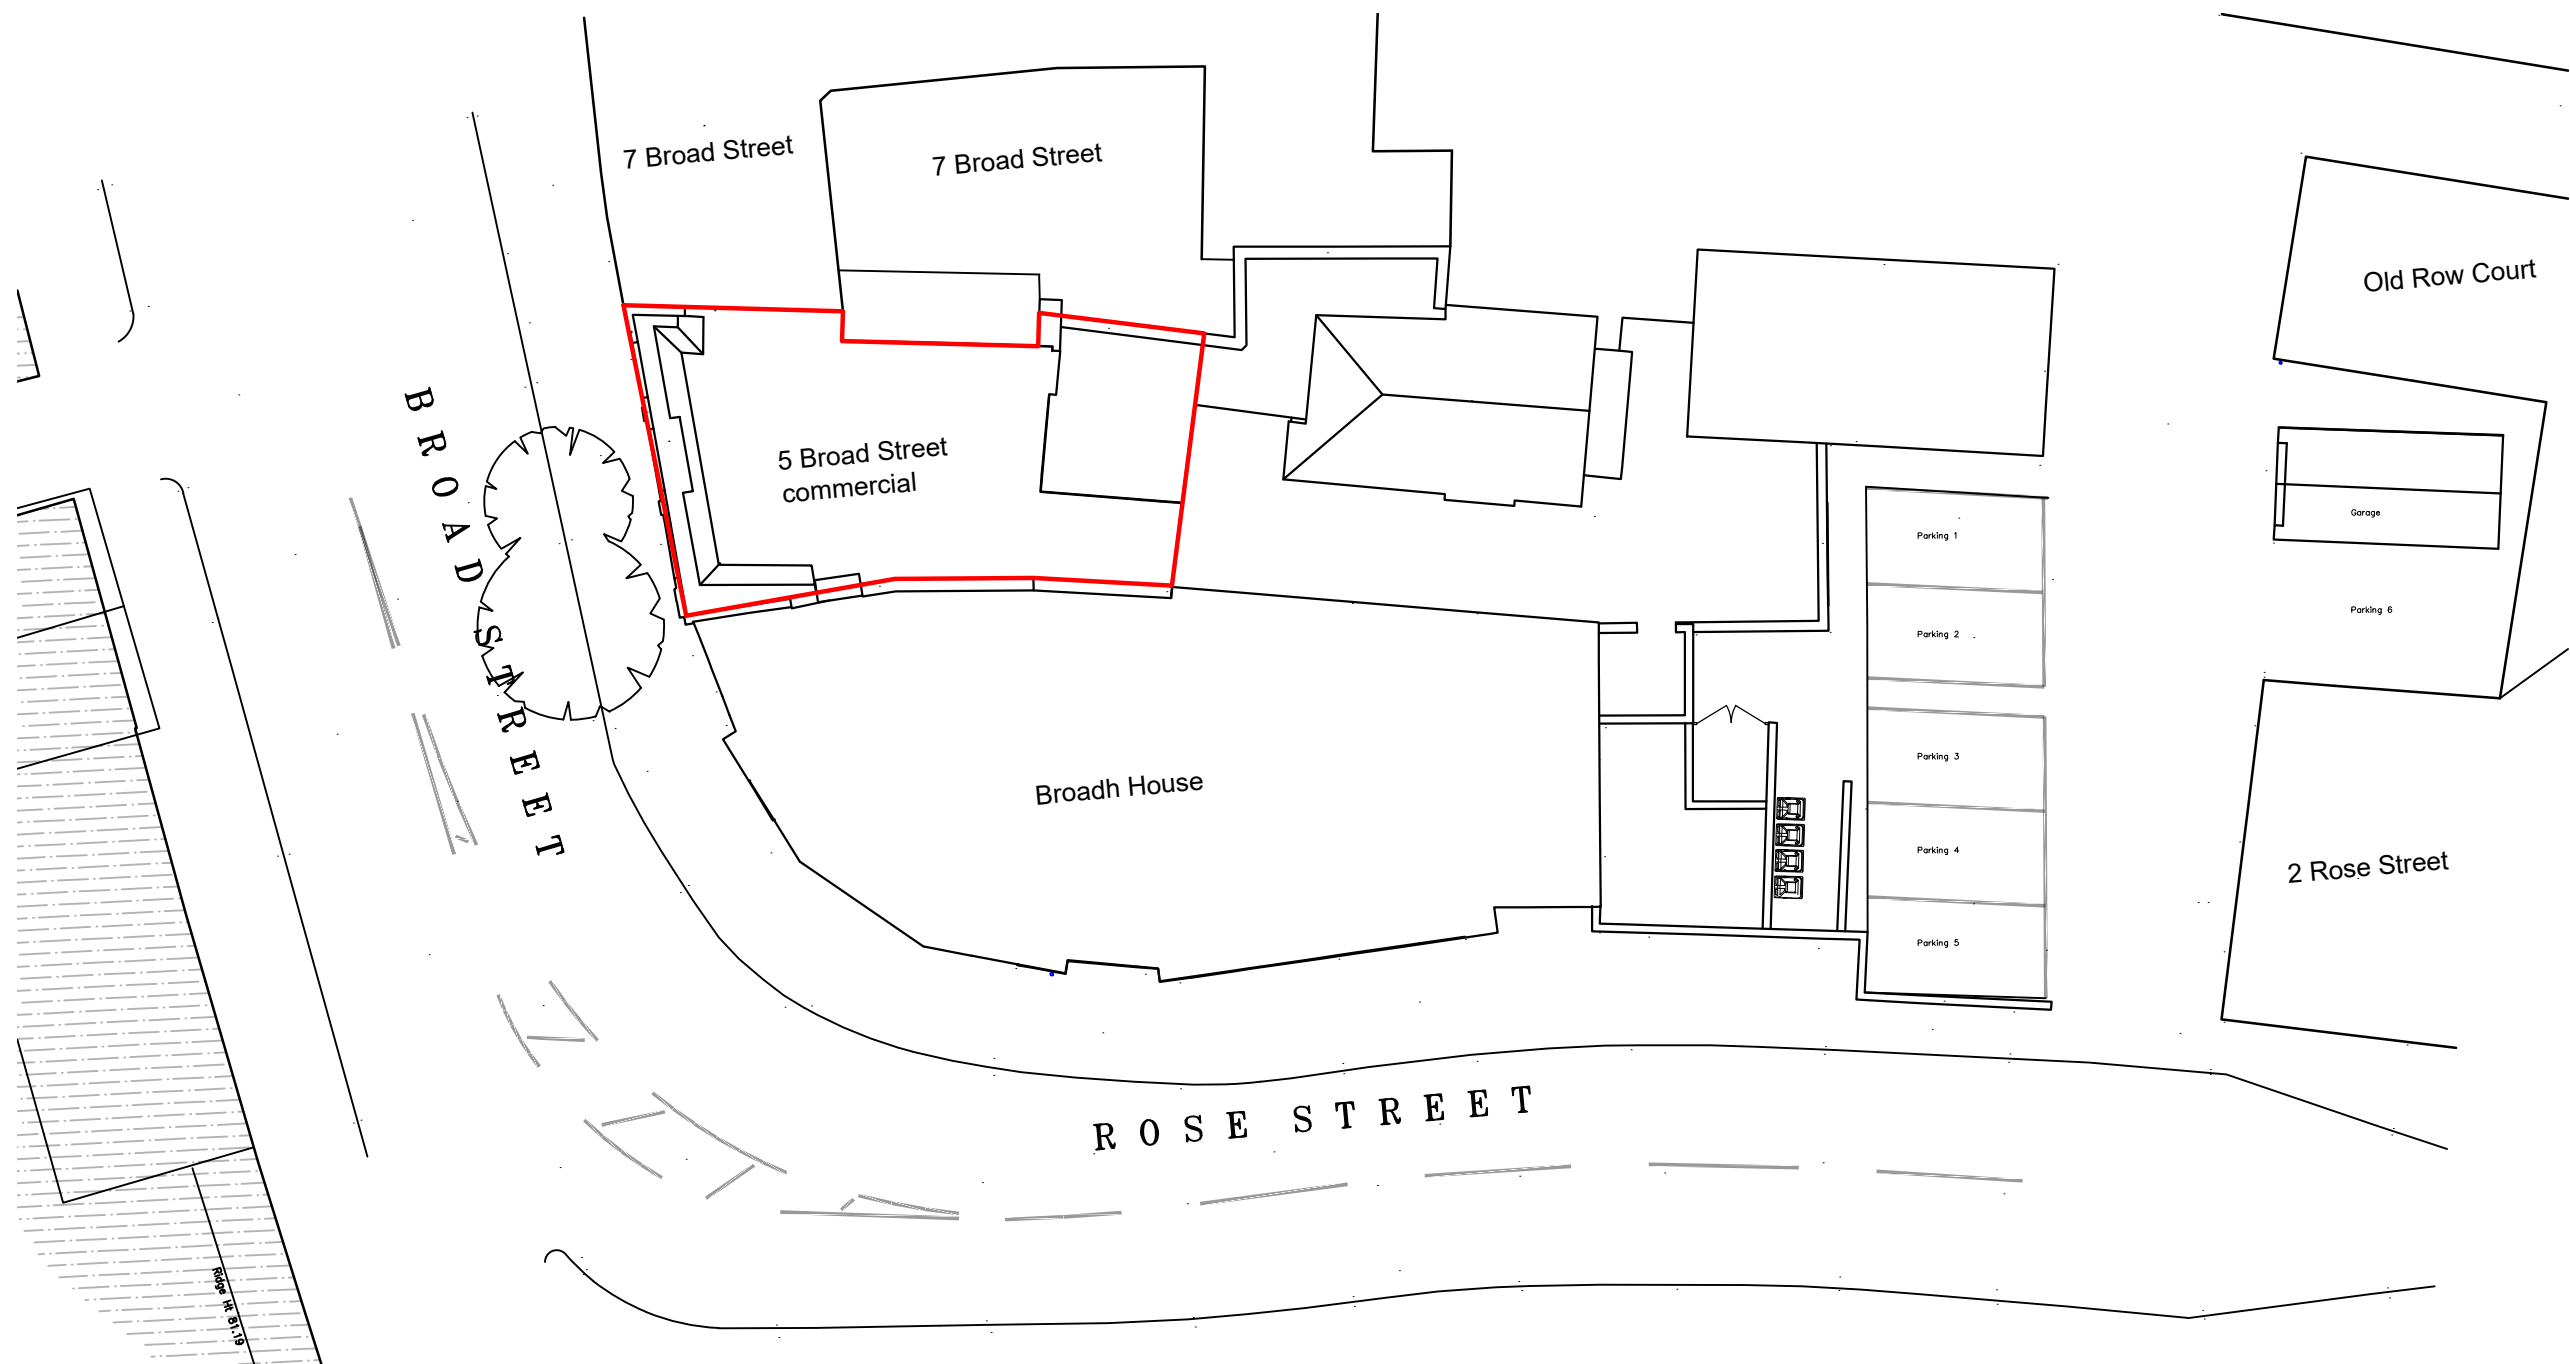 7 Broad Street
7 Broad Street
Old Row Court
BROAD STREET
5 Broad Street
commercial
Garage
Parking 1
Parking 6
Parking 2
Parking 3
Broadh House
Parking 4
2 Rose Street
Parking 5
ROSE STREET
Ridge Ht 81.19